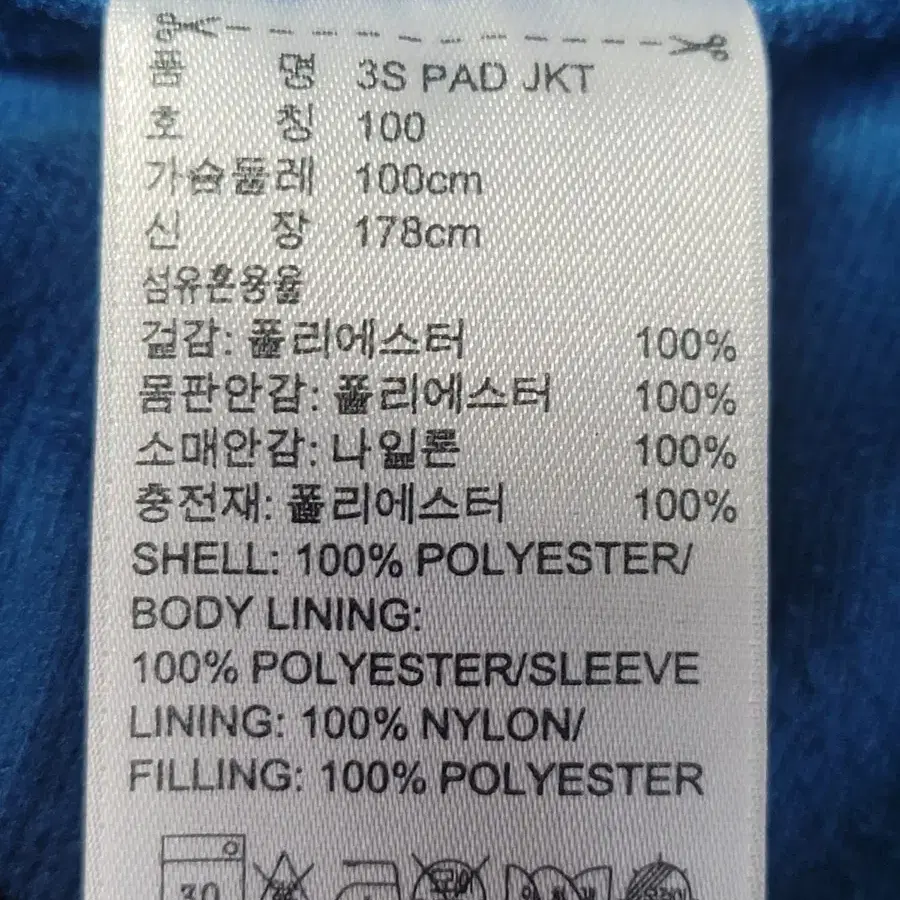 품 명 3S PAD JKT
호 칭 100
가슴둘레 100cm
신 장 178cm
섬유혼용율
겉감: 폴리에스터 100%
몸판안감: 폴리에스터 100%
소매안감: 나일론 100%
충전재: 폴리에스터 100%
SHELL: 100% POLYESTER/
BODY LINING:
100% POLYESTER/SLEEVE
LINING: 100% NYLON/
FILLING: 100% POLYESTER
30